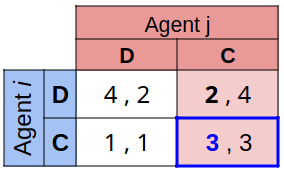 Agent j
D C
Agent i
D 4 , 2 2 , 4
C 1 , 1 3 , 3